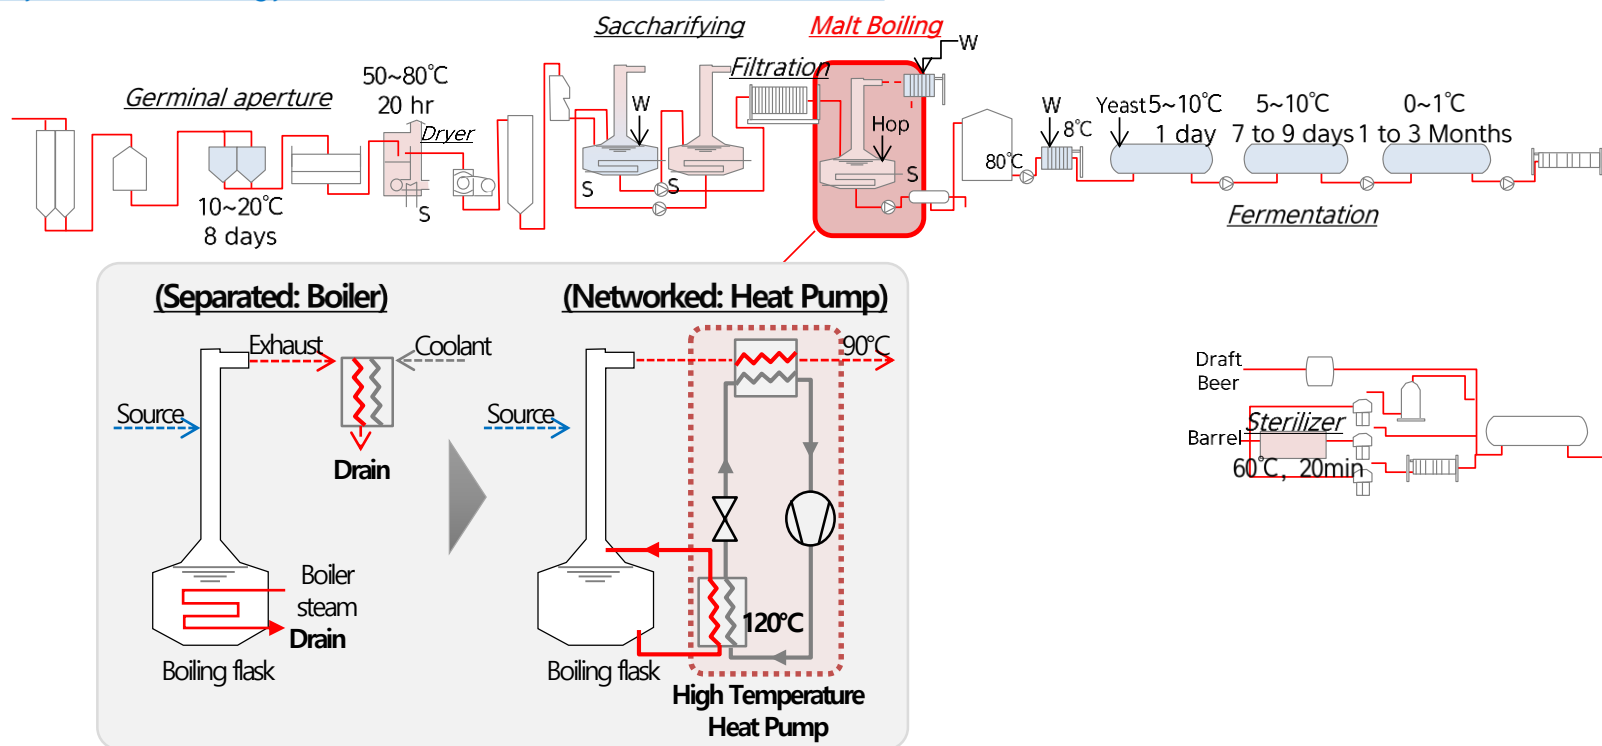 Saccharifying
Malt Boiling
W
Filtration
50~80℃
20 hr
Germinal aperture
Dryer
W
Hop
S
S
S
S
10~20℃
8 days
80℃
W
8℃
Yeast
5~10℃
1 day
5~10℃
7 to 9 days
0~1℃
1 to 3 Months
Fermentation
(Separated: Boiler)
Exhaust
Coolant
Source
Drain
Boiler
steam
Drain
Boiling flask
(Networked: Heat Pump)
90℃
Source
120℃
Boiling flask
High Temperature
Heat Pump
Draft
Beer
Sterilizer
Barrel
60℃, 20min